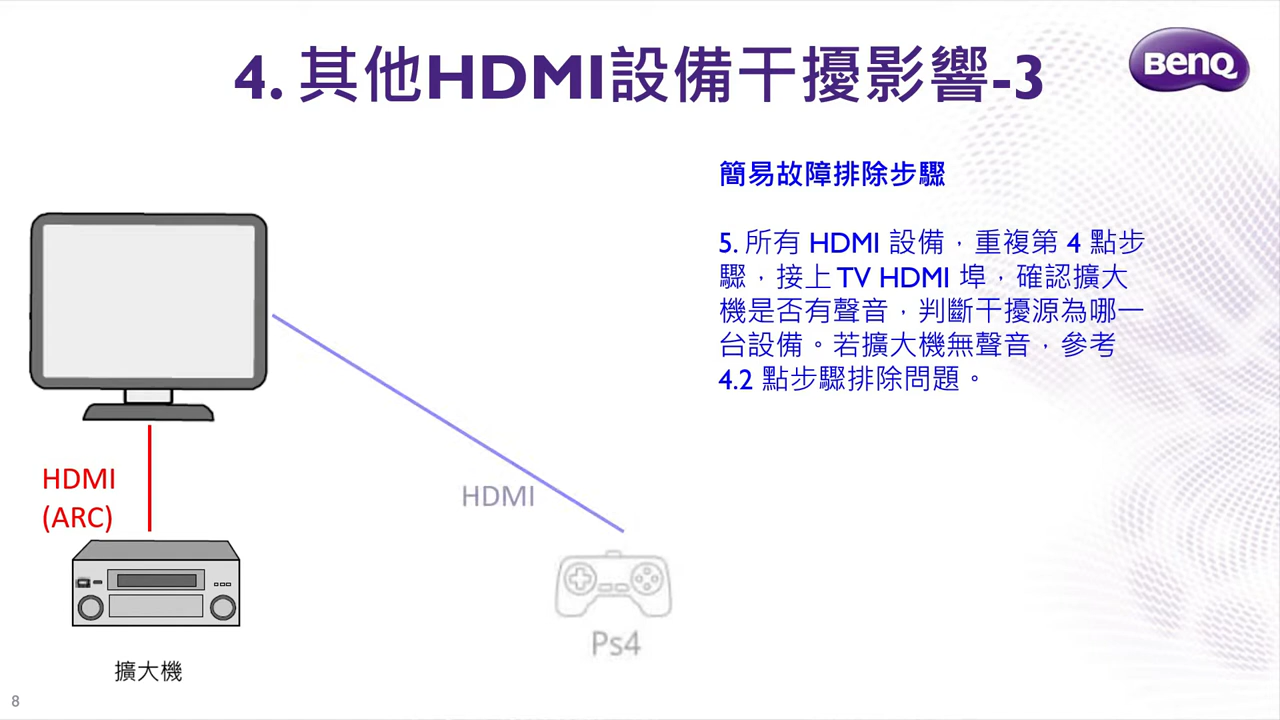 4. 其他HDMI設備干擾影響-3
BenQ
簡易故障排除步驟
5. 所有 HDMI 設備，重複第 4 點步
驟，接上 TV HDMI 埠，確認擴大
機是否有聲音，判斷干擾源為哪一
台設備。若擴大機無聲音，參考
4.2 點步驟排除問題。
HDMI
(ARC)
HDMI
Ps4
擴大機
8